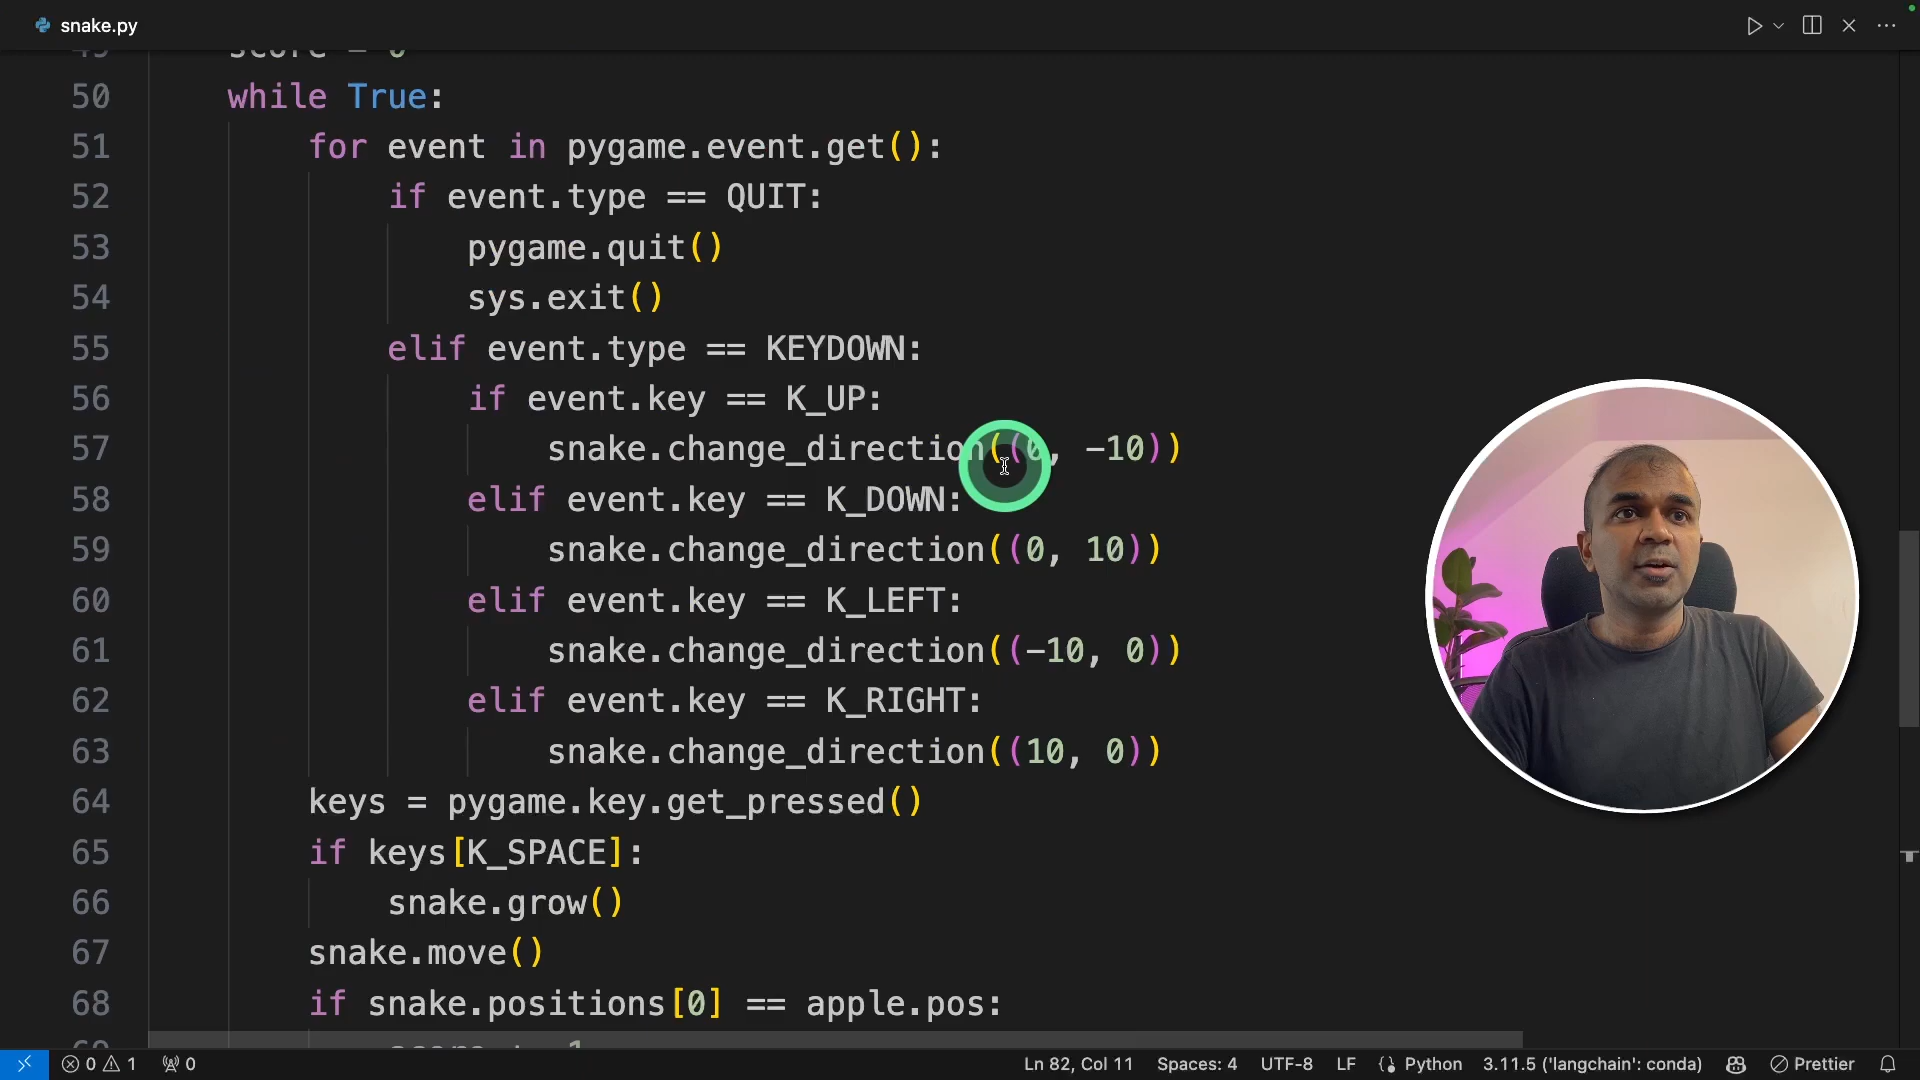 snake.py
49 score = 0
50 while True:
51 for event in pygame.event.get():
52 if event.type == QUIT:
53 pygame.quit()
54 sys.exit()
55 elif event.type == KEYDOWN:
56 if event.key == K_UP:
57 snake.change_direction((0, -10))
58 elif event.key == K_DOWN:
59 snake.change_direction((0, 10))
60 elif event.key == K_LEFT:
61 snake.change_direction((-10, 0))
62 elif event.key == K_RIGHT:
63 snake.change_direction((10, 0))
64 keys = pygame.key.get_pressed()
65 if keys[K_SPACE]:
66 snake.grow()
67 snake.move()
68 if snake.positions[0] == apple.pos:
69
0 1 0 Ln 82, Col 11 Spaces: 4 UTF-8 LF Python 3.11.5 ('langchain': conda) Prettier